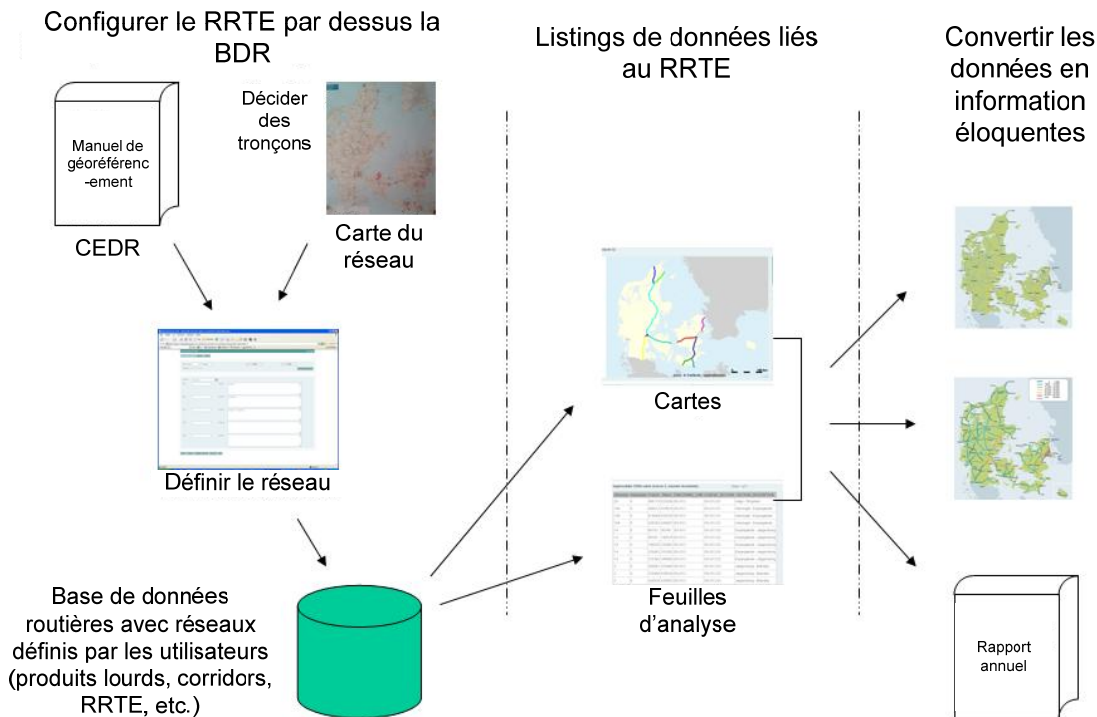 Configurer le RRTE par dessus la
BDR
Manuel de
géoréférenc
-ement
CEDR
Décider
des
tronçons
Carte du
réseau
Définir le réseau
Base de données
routières avec réseaux
définis par les utilisateurs
(produits lourds, corridors,
RRTE, etc.)
Listings de données liés
au RRTE
Cartes
Feuilles
d'analyse
Convertir les
données en
information
éloquentes
Rapport
annuel